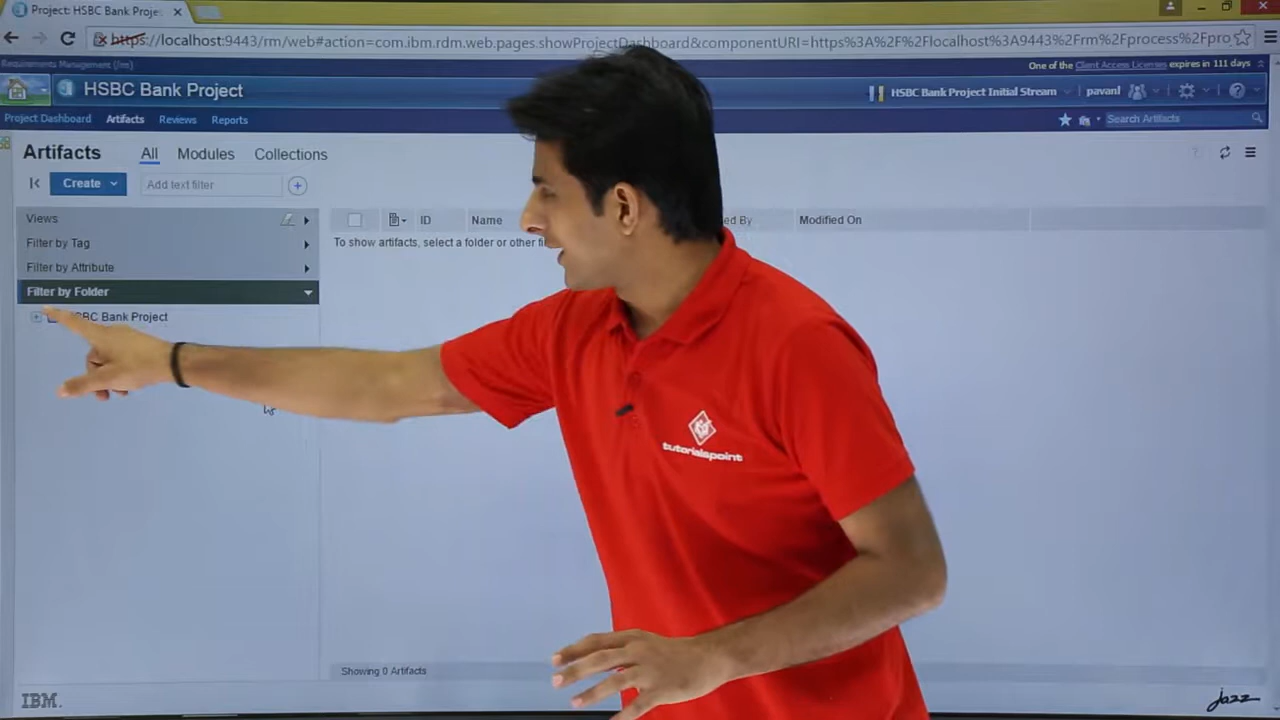 Project: HSBC Bank Proje
https://localhost:9443/rm/web#action=com.ibm.rdm.web.pages.showProjectDashboard&componentURI=https%3A%2F%2Flocalhost%3A9443%2Frm%2Fprocess%2Fpro
Requirements Management (/rm)
One of the Client Access Licenses expires in 111 days
HSBC Bank Project
HSBC Bank Project Initial Stream
pavanl
Project Dashboard Artifacts Reviews Reports
Search Artifacts
Artifacts All Modules Collections
Create Add text filter
Views
ID Name ed By Modified On
Filter by Tag
To show artifacts, select a folder or other fi
Filter by Attribute
Filter by Folder
SBC Bank Project
tutorialspoint
Showing 0 Artifacts
IBM.
jazz